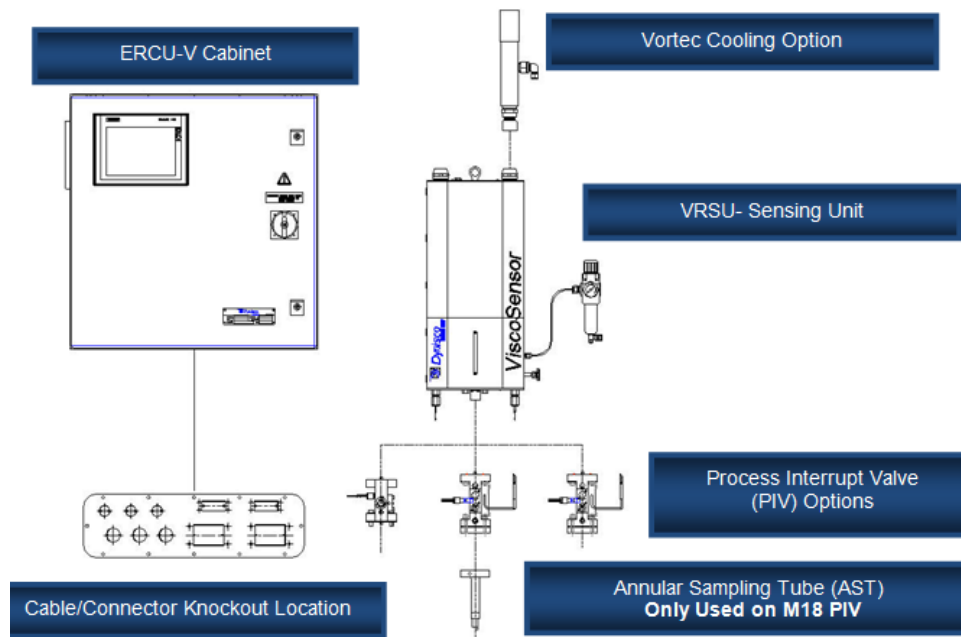 ERCU-V Cabinet
Vortec Cooling Option
VRSU- Sensing Unit
ViscoSensor
Dynisco
Process Interrupt Valve
(PIV) Options
Cable/Connector Knockout Location
Annular Sampling Tube (AST)
Only Used on M18 PIV